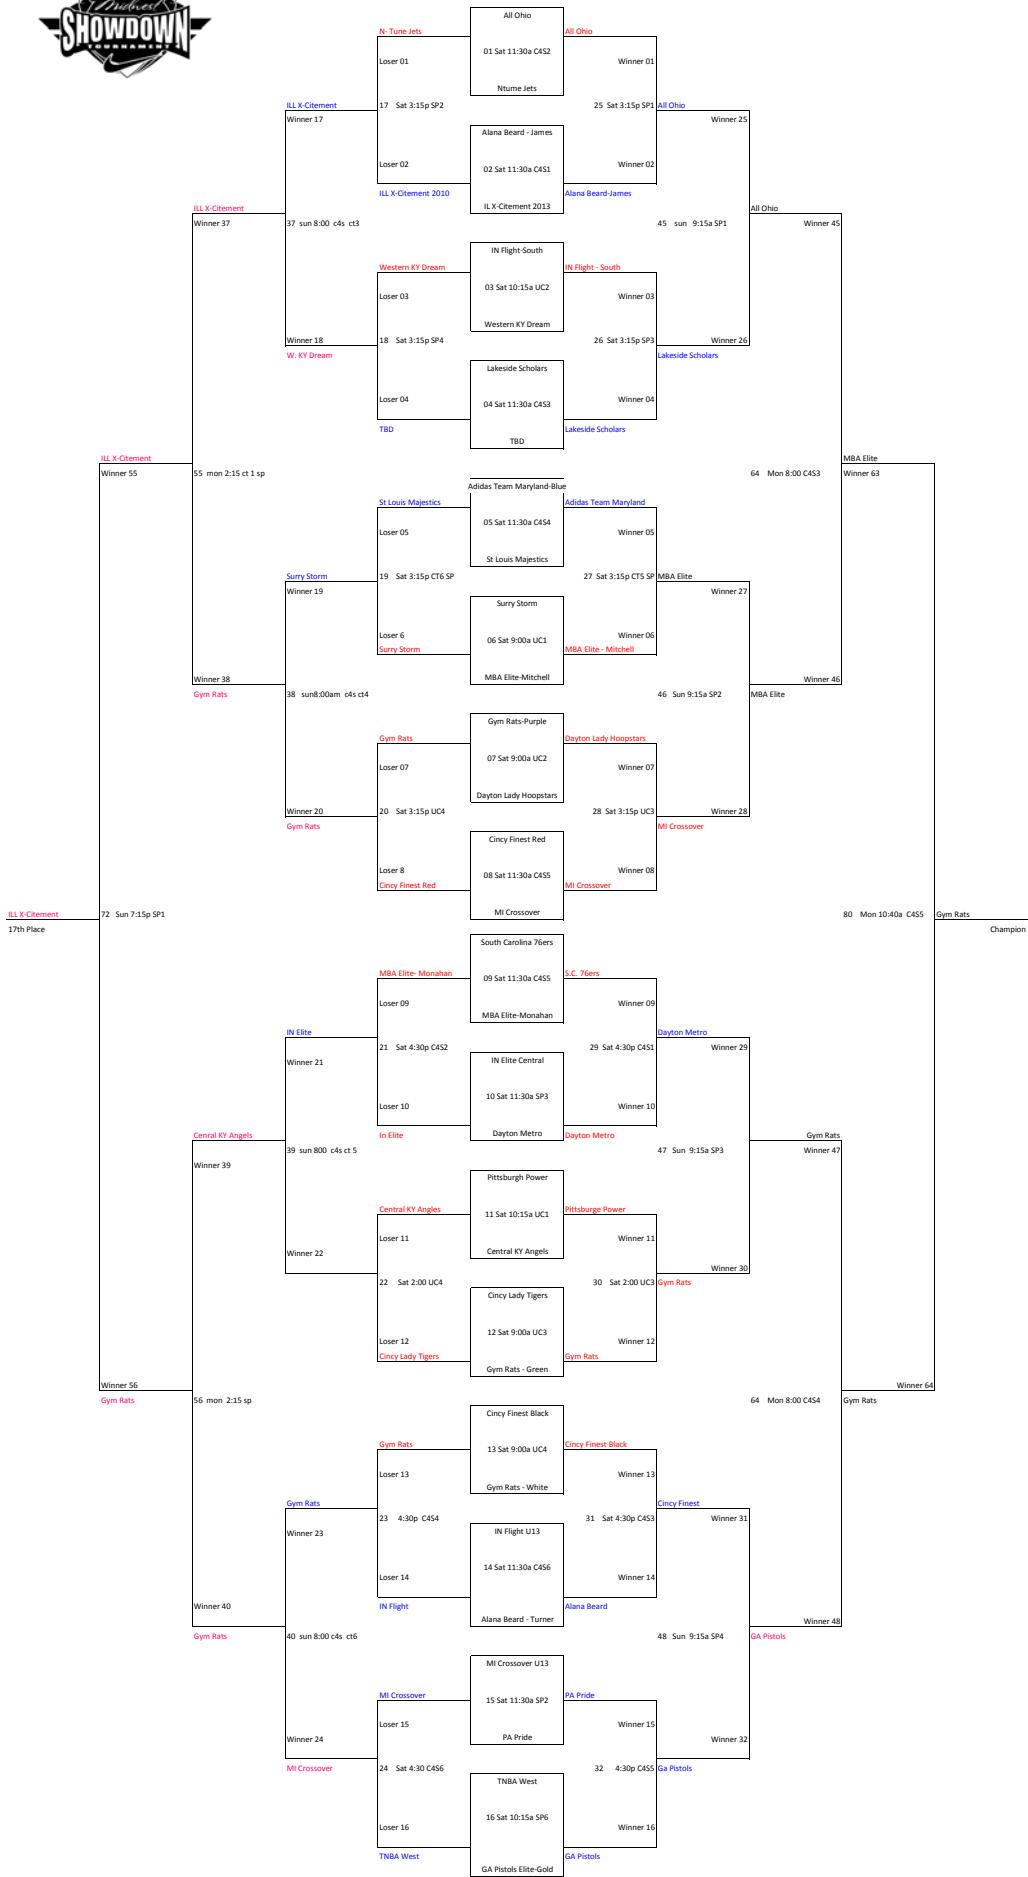 Midwest
SHOWDOWN
TOURNAMENT
All Ohio
N- Tune Jets
All Ohio
01 Sat 11:30a C4S2
Loser 01
Winner 01
Ntume Jets
ILL X-Citement
17 Sat 3:15p SP2
25 Sat 3:15p SP1
All Ohio
Winner 17
Winner 25
Alana Beard - James
Loser 02
02 Sat 11:30a C4S1
Winner 02
ILL X-Citement 2010
Alana Beard-James
IL X-Citement 2013
ILL X-Citement
All Ohio
Winner 37
37 sun 8:00 c4s ct3
45 sun 9:15a SP1
Winner 45
IN Flight-South
Western KY Dream
IN Flight - South
03 Sat 10:15a UC2
Loser 03
Winner 03
Western KY Dream
Winner 18
18 Sat 3:15p SP4
26 Sat 3:15p SP3
Winner 26
W. KY Dream
Lakeside Scholars
Lakeside Scholars
Loser 04
04 Sat 11:30a C4S3
Winner 04
TBD
Lakeside Scholars
TBD
ILL X-Citement
MBA Elite
Winner 55
55 mon 2:15 ct 1 sp
64 Mon 8:00 C4S3
Winner 63
Adidas Team Maryland-Blue
St Louis Majestics
Adidas Team Maryland
05 Sat 11:30a C4S4
Loser 05
Winner 05
St Louis Majestics
Surry Storm
19 Sat 3:15p CT6 SP
27 Sat 3:15p CT5 SP
MBA Elite
Winner 19
Winner 27
Surry Storm
Loser 6
06 Sat 9:00a UC1
Winner 06
Surry Storm
MBA Elite - Mitchell
MBA Elite-Mitchell
Winner 38
Winner 46
Gym Rats
38 sun8:00am c4s ct4
46 Sun 9:15a SP2
MBA Elite
Gym Rats-Purple
Gym Rats
Dayton Lady Hoopstars
07 Sat 9:00a UC2
Loser 07
Winner 07
Dayton Lady Hoopstars
Winner 20
20 Sat 3:15p UC4
28 Sat 3:15p UC3
Winner 28
Gym Rats
MI Crossover
Cincy Finest Red
Loser 8
08 Sat 11:30a C4S5
Winner 08
Cincy Finest Red
MI Crossover
MI Crossover
ILL X-Citement
72 Sun 7:15p SP1
80 Mon 10:40a C4S5
Gym Rats
17th Place
Champion
South Carolina 76ers
MBA Elite- Monahan
S.C. 76ers
09 Sat 11:30a C4S5
Loser 09
Winner 09
MBA Elite-Monahan
IN Elite
Dayton Metro
21 Sat 4:30p C4S2
29 Sat 4:30p C4S1
Winner 29
Winner 21
IN Elite Central
Loser 10
10 Sat 11:30a SP3
Winner 10
In Elite
Dayton Metro
Dayton Metro
Cenral KY Angels
Gym Rats
39 sun 800 c4s ct 5
47 Sun 9:15a SP3
Winner 47
Winner 39
Pittsburgh Power
Central KY Angles
Pittsburge Power
11 Sat 10:15a UC1
Loser 11
Winner 11
Central KY Angels
Winner 22
Winner 30
22 Sat 2:00 UC4
30 Sat 2:00 UC3
Gym Rats
Cincy Lady Tigers
Loser 12
12 Sat 9:00a UC3
Winner 12
Cincy Lady Tigers
Gym Rats
Gym Rats - Green
Winner 56
Winner 64
Gym Rats
56 mon 2:15 sp
64 Mon 8:00 C4S4
Gym Rats
Cincy Finest Black
Gym Rats
Cincy Finest Black
13 Sat 9:00a UC4
Loser 13
Winner 13
Gym Rats - White
Gym Rats
Cincy Finest
23 4:30p C4S4
31 Sat 4:30p C4S3
Winner 31
Winner 23
IN Flight U13
Loser 14
14 Sat 11:30a C4S6
Winner 14
IN Flight
Alana Beard
Alana Beard - Turner
Winner 40
Winner 48
Gym Rats
40 sun 8:00 c4s ct6
48 Sun 9:15a SP4
GA Pistols
MI Crossover U13
MI Crossover
PA Pride
15 Sat 11:30a SP2
Loser 15
Winner 15
PA Pride
Winner 24
Winner 32
MI Crossover
24 Sat 4:30 C4S6
32 4:30p C4S5
Ga Pistols
TNBA West
Loser 16
16 Sat 10:15a SP6
Winner 16
TNBA West
GA Pistols
GA Pistols Elite-Gold